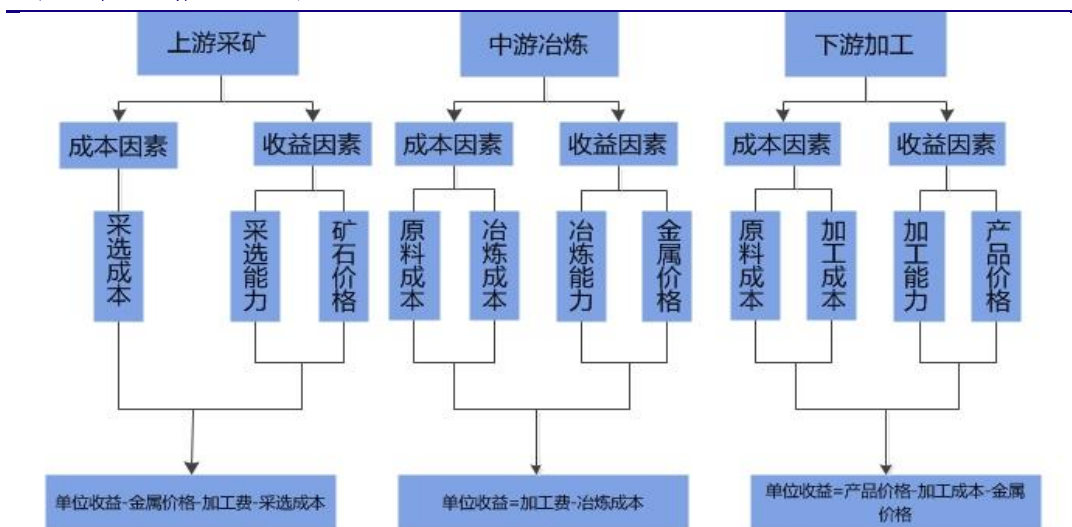 上游采矿
中游冶炼
下游加工
成本因素
收益因素
成本因素
收益因素
成本因素
收益因素
采选成本
采选能力
矿石价格
原料成本
冶炼成本
冶炼能力
金属价格
原料成本
加工成本
加工能力
产品价格
单位收益-金属价格-加工费-采选成本
单位收益=加工费-冶炼成本
单位收益=产品价格-加工成本-金属
价格